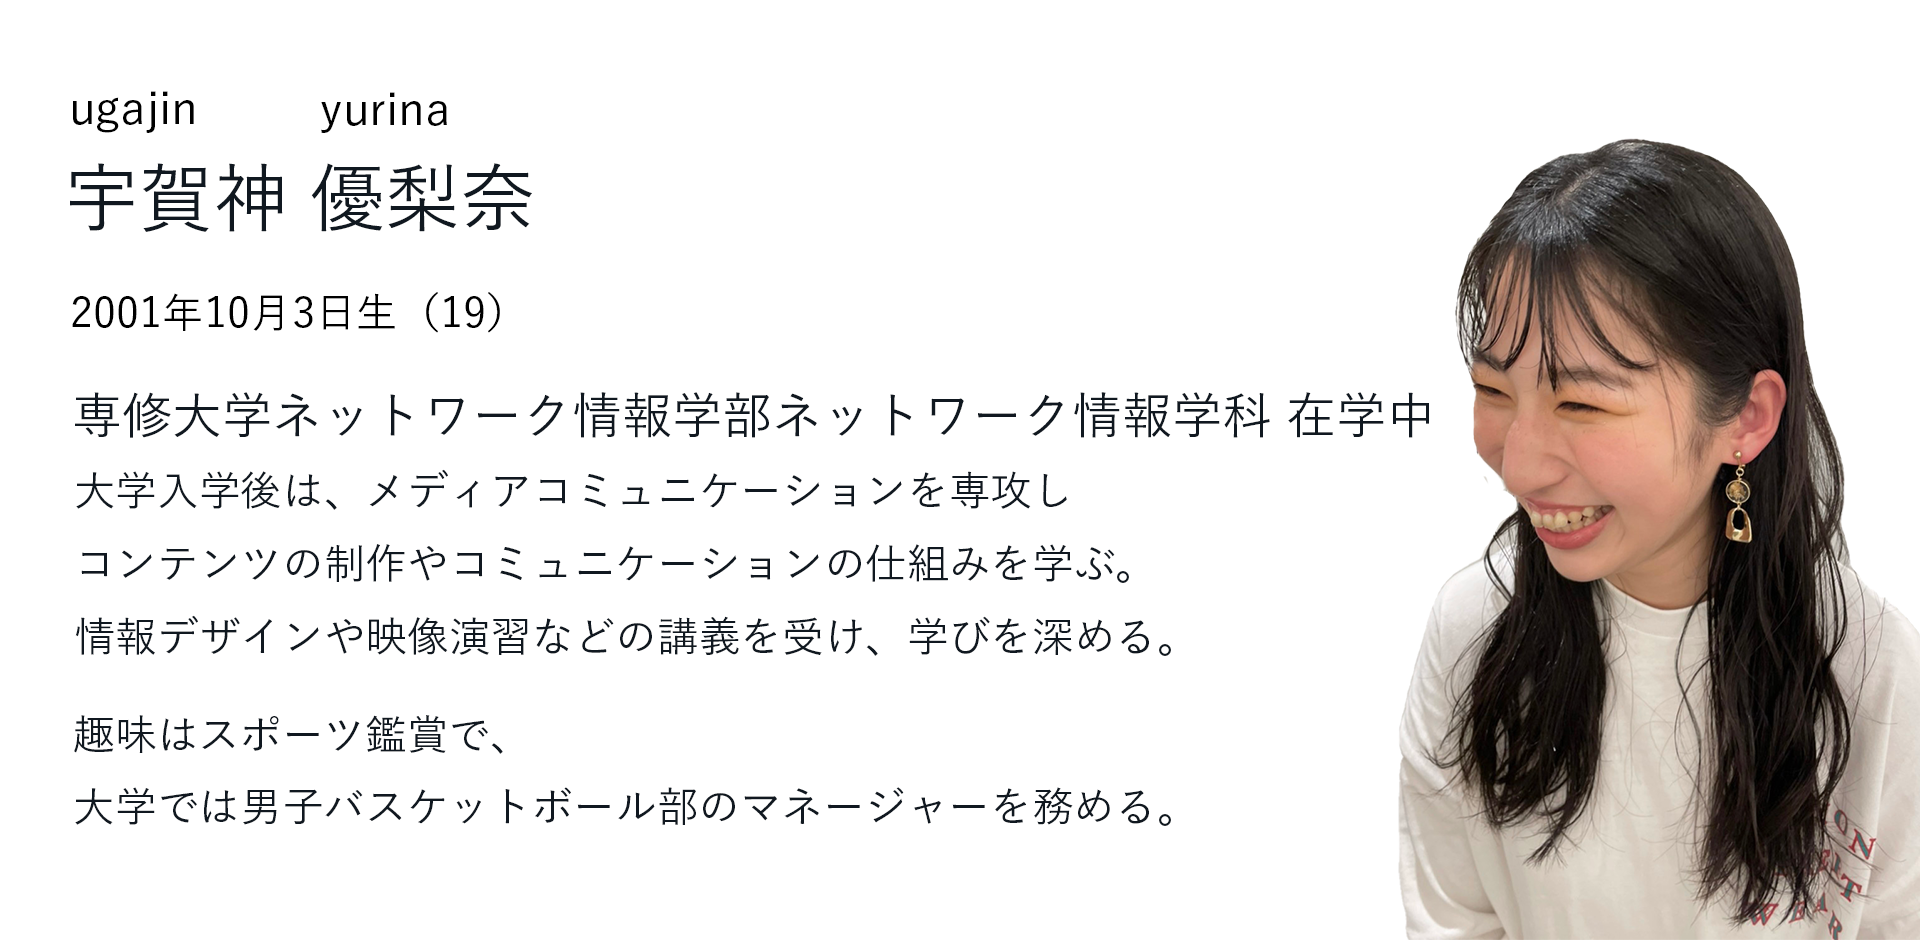 ugajin yurina
宇賀神 優梨奈
2001年10月3日生（19）
専修大学ネットワーク情報学部ネットワーク情報学科 在学中
大学入学後は、メディアコミュニケーションを専攻し
コンテンツの制作やコミュニケーションの仕組みを学ぶ。
情報デザインや映像演習などの講義を受け、学びを深める。
趣味はスポーツ鑑賞で、
大学では男子バスケットボール部のマネージャーを務める。